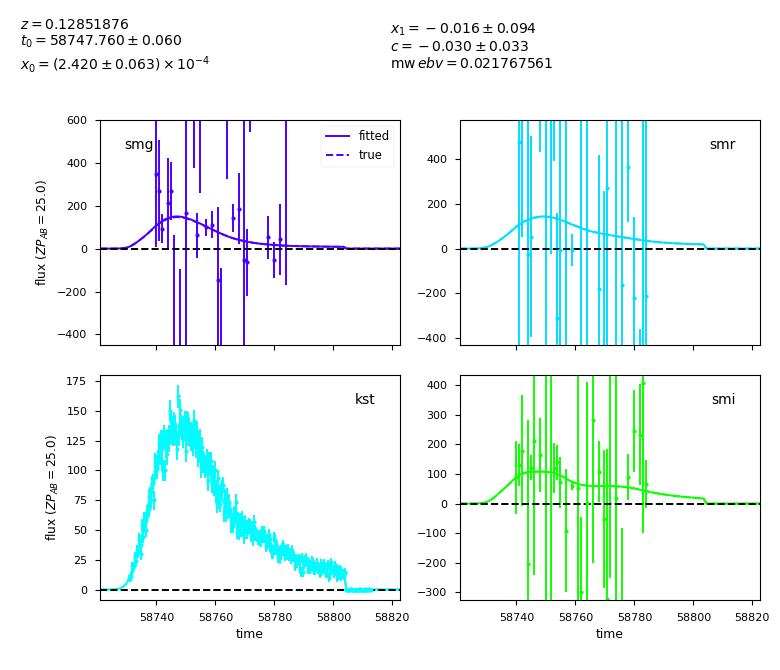 z = 0.12851876
t₀ = 58747.760 ± 0.060
x₀ = (2.420 ± 0.063) × 10⁻⁴
x₁ = −0.016 ± 0.094
c = −0.030 ± 0.033
mw ebv = 0.021767561
600
400
200
0
−200
−400
flux (ZP_AB = 25.0)
smg
fitted
true
400
200
0
−200
−400
smr
175
150
125
100
75
50
25
0
flux (ZP_AB = 25.0)
kst
58740 58760 58780 58800 58820
time
400
300
200
100
0
−100
−200
−300
smi
58740 58760 58780 58800 58820
time